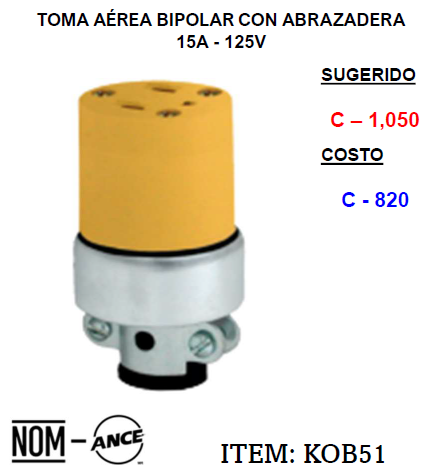 TOMA AÉREA BIPOLAR CON ABRAZADERA
15A - 125V
SUGERIDO
C – 1,050
COSTO
C - 820
NOM - ANCE
ITEM: KOB51